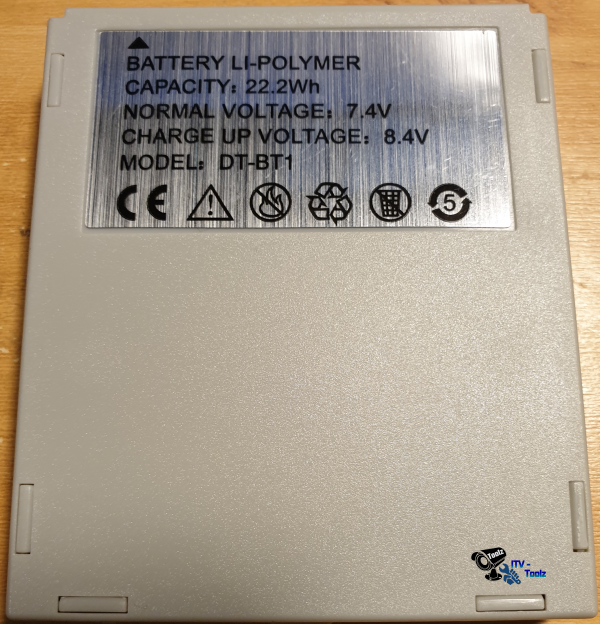 BATTERY LI-POLYMER
CAPACITY: 22.2Wh
NORMAL VOLTAGE: 7.4V
CHARGE UP VOLTAGE: 8.4V
MODEL: DT-BT1
CE
5
Toolz
ITV -
Toolz